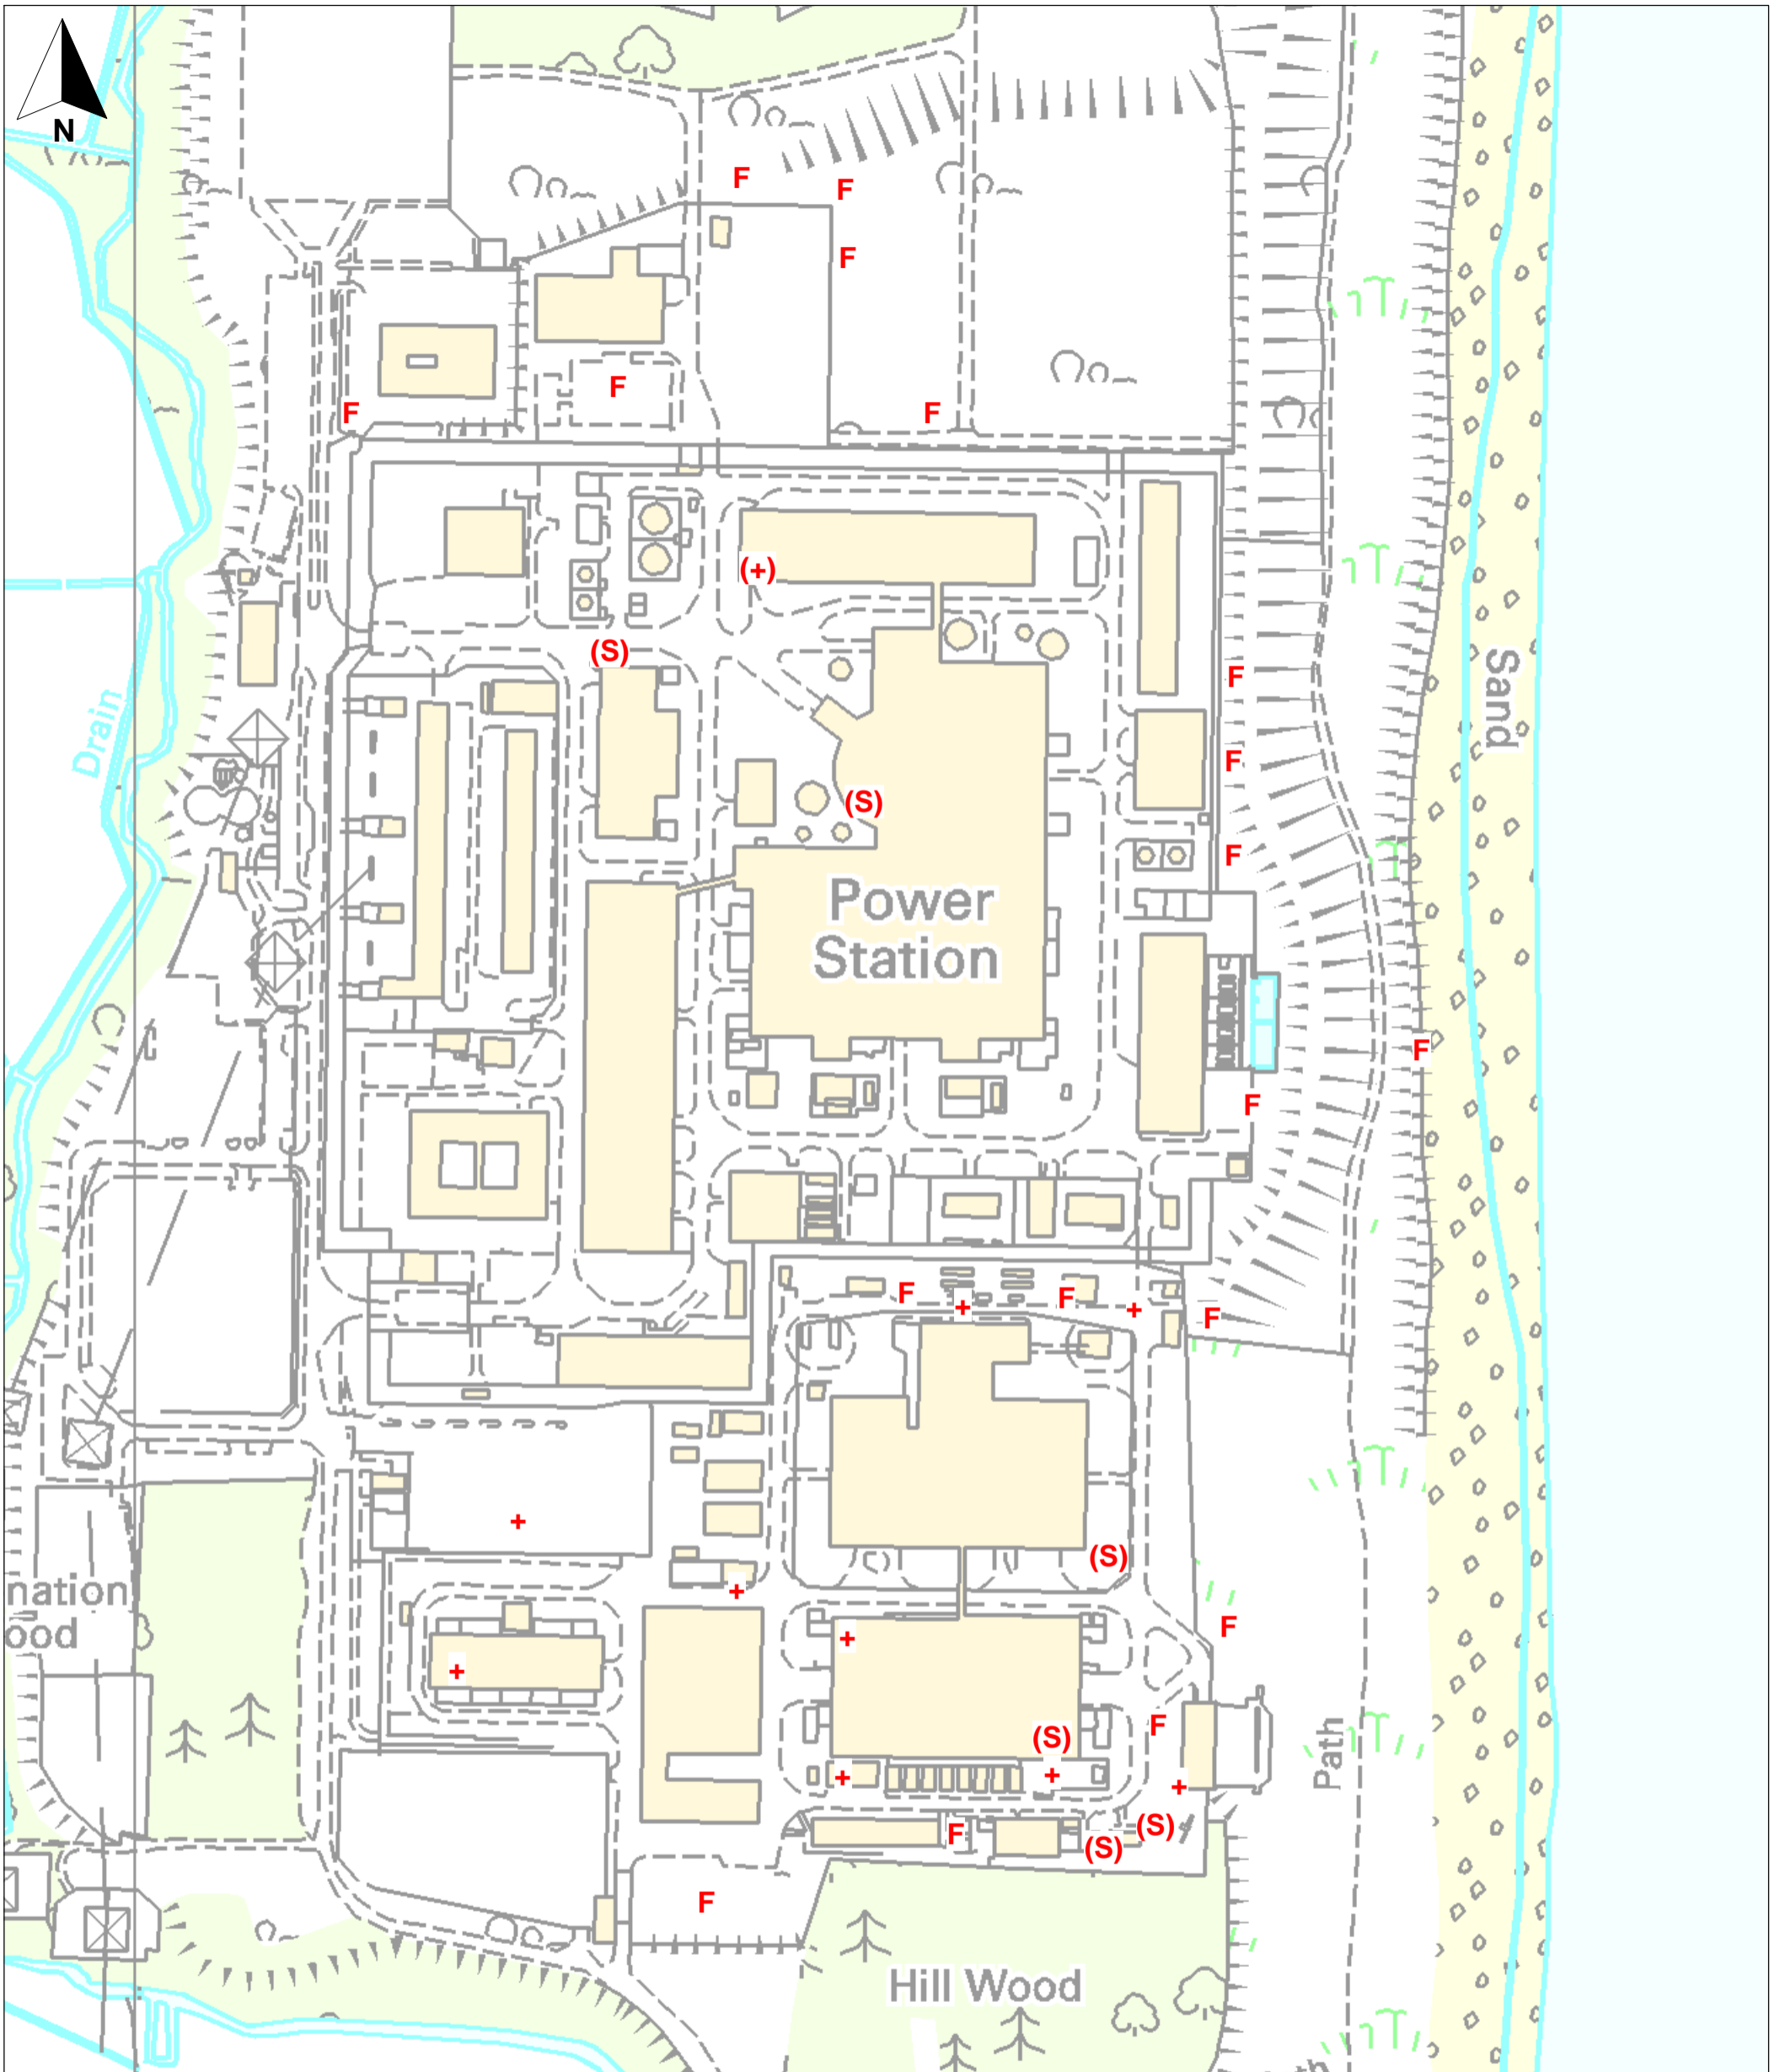 N
F
F
F
F
F
F
(+)
(S)
F
Sand
Drain
F
(S)
F
Power
Station
F
F
F
F
+
+
F
+
(S)
nation
+
ood
F
+
+
F
(S)
Path
+
+
+
F
(S)
(S)
F
Hill Wood